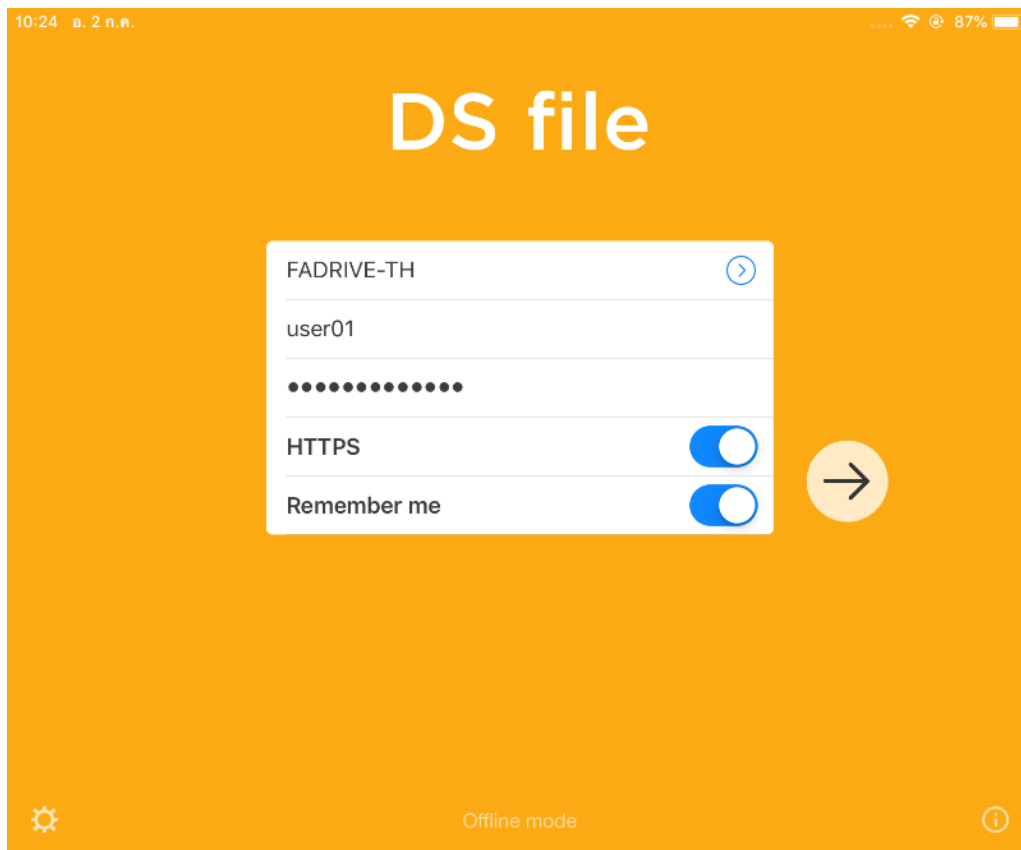 10:24 อ. 2 ก.ค. 87%
DS file
FADRIVE-TH
user01
•••••••••••••
HTTPS
Remember me
Offline mode